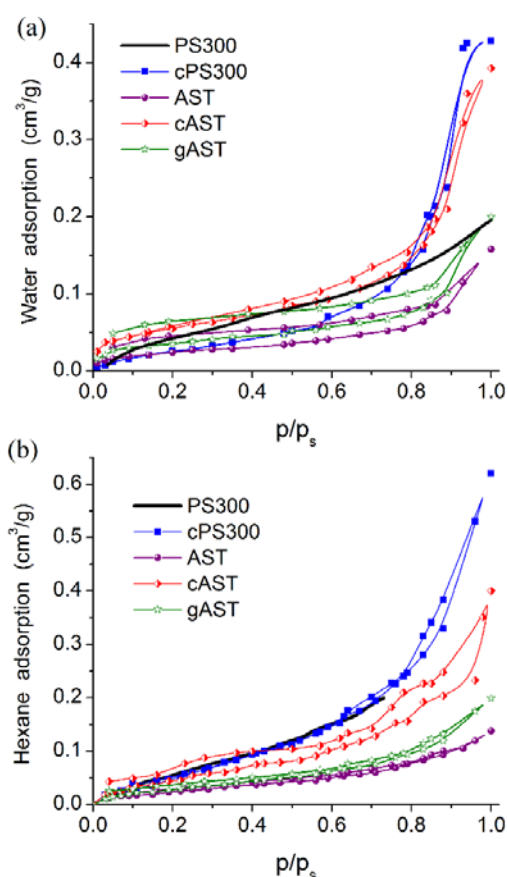 (a)
PS300
cPS300
AST
cAST
gAST
Water adsorption (cm³/g)
0.4
0.3
0.2
0.1
0.0
0.0 0.2 0.4 0.6 0.8 1.0
p/pₛ
(b)
PS300
cPS300
AST
cAST
gAST
Hexane adsorption (cm³/g)
0.6
0.5
0.4
0.3
0.2
0.1
0.0
0.0 0.2 0.4 0.6 0.8 1.0
p/pₛ